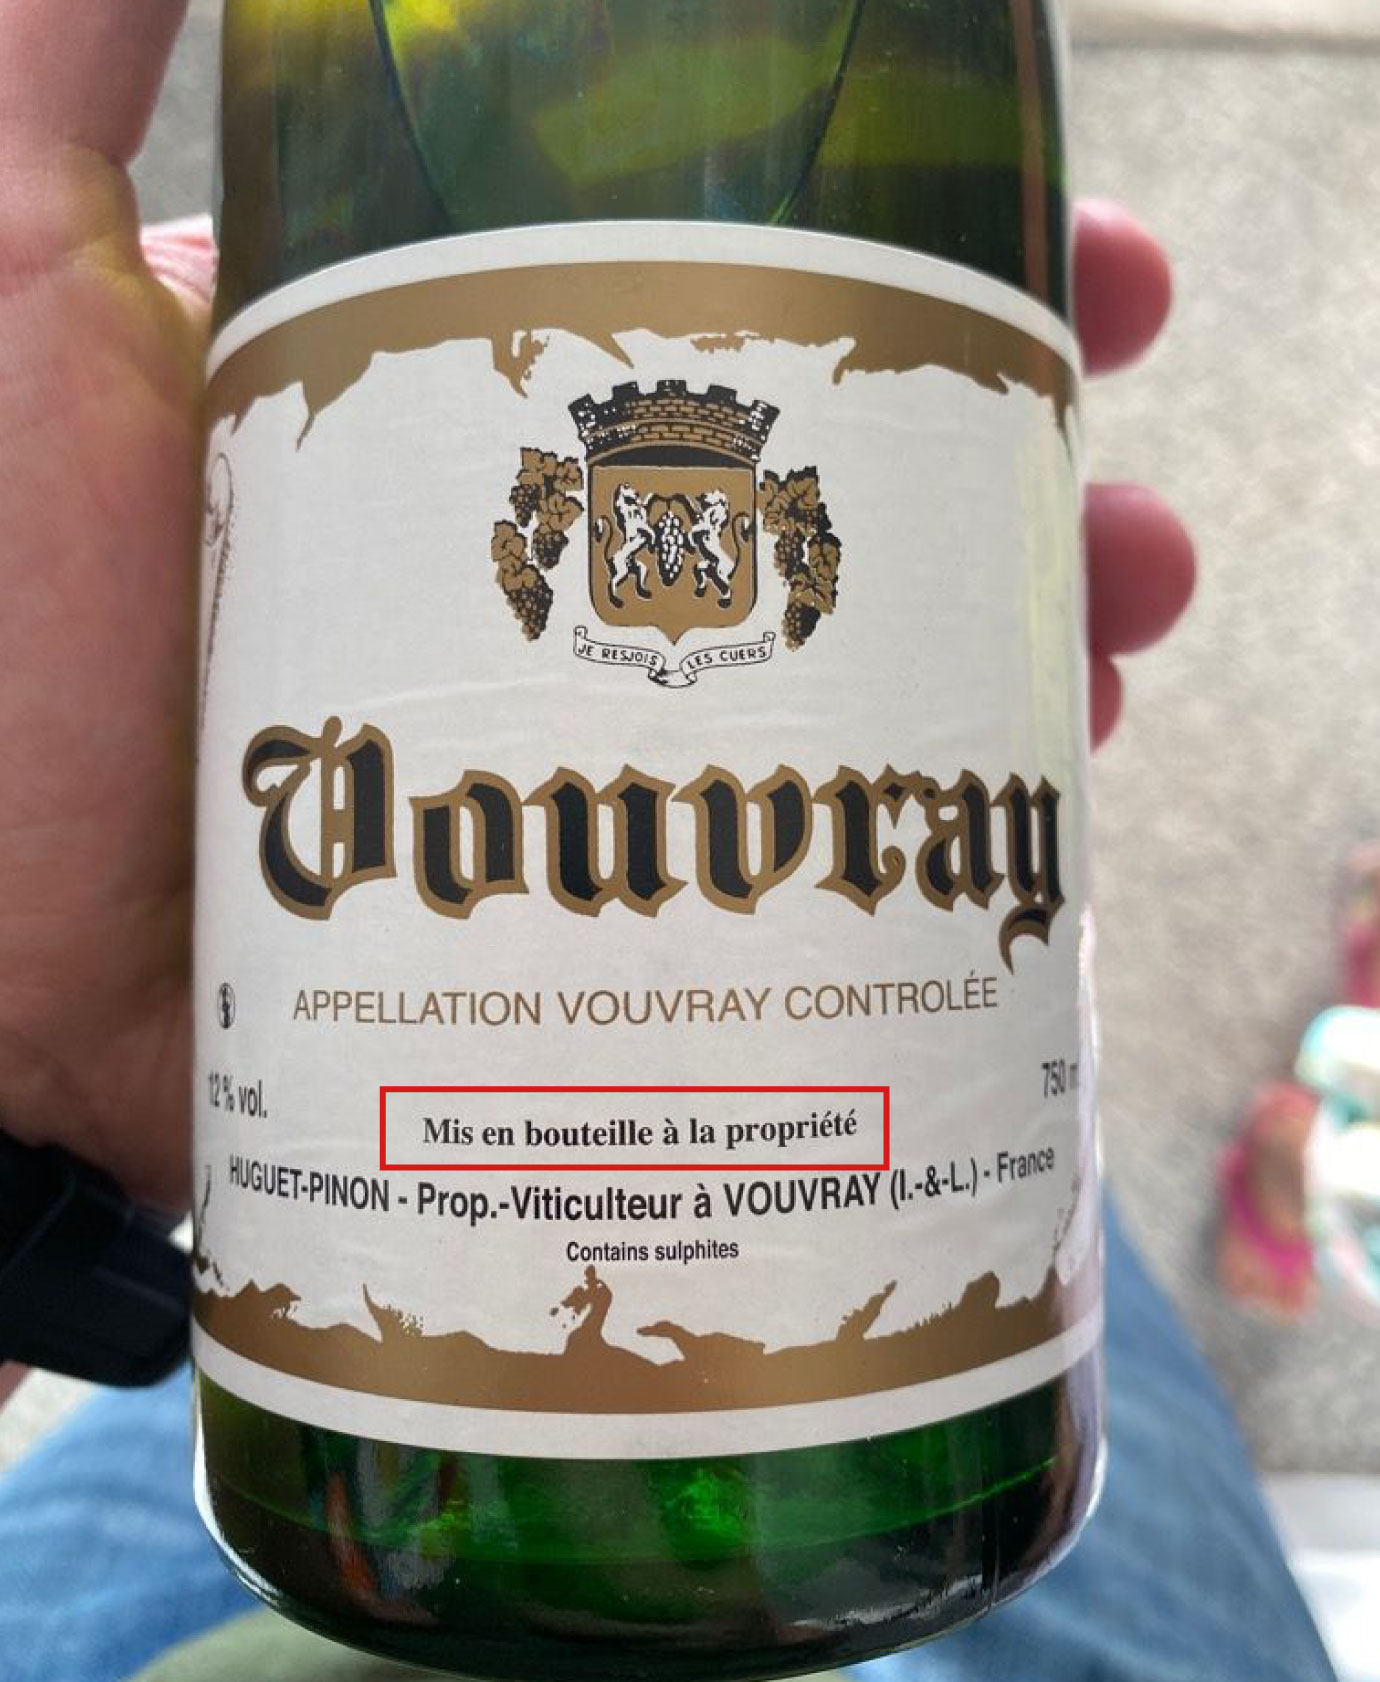 JE RESJOIS LES CUERS
Vouvray
APPELLATION VOUVRAY CONTROLÉE
12 % vol.
750 m
Mis en bouteille à la propriété
HUGUET-PINON - Prop.-Viticulteur à VOUVRAY (I.-&-L.) - France
Contains sulphites